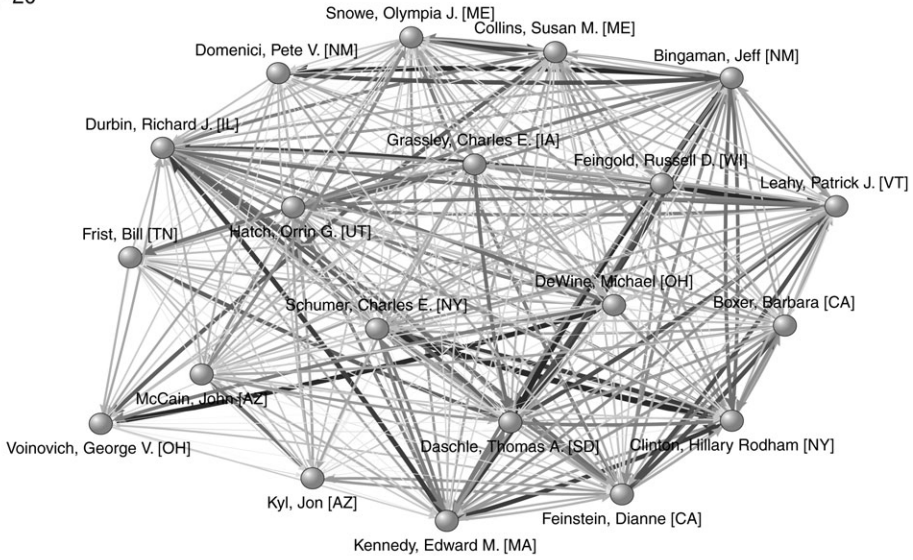 Snowe, Olympia J. [ME]
Collins, Susan M. [ME]
Domenici, Pete V. [NM]
Bingaman, Jeff [NM]
Durbin, Richard J. [IL]
Grassley, Charles E. [IA]
Feingold, Russell D. [WI]
Leahy, Patrick J. [VT]
Frist, Bill [TN]
Hatch, Orrin G. [UT]
DeWine, Michael [OH]
Schumer, Charles E. [NY]
Boxer, Barbara [CA]
McCain, John [AZ]
Voinovich, George V. [OH]
Daschle, Thomas A. [SD]
Clinton, Hillary Rodham [NY]
Kyl, Jon [AZ]
Feinstein, Dianne [CA]
Kennedy, Edward M. [MA]